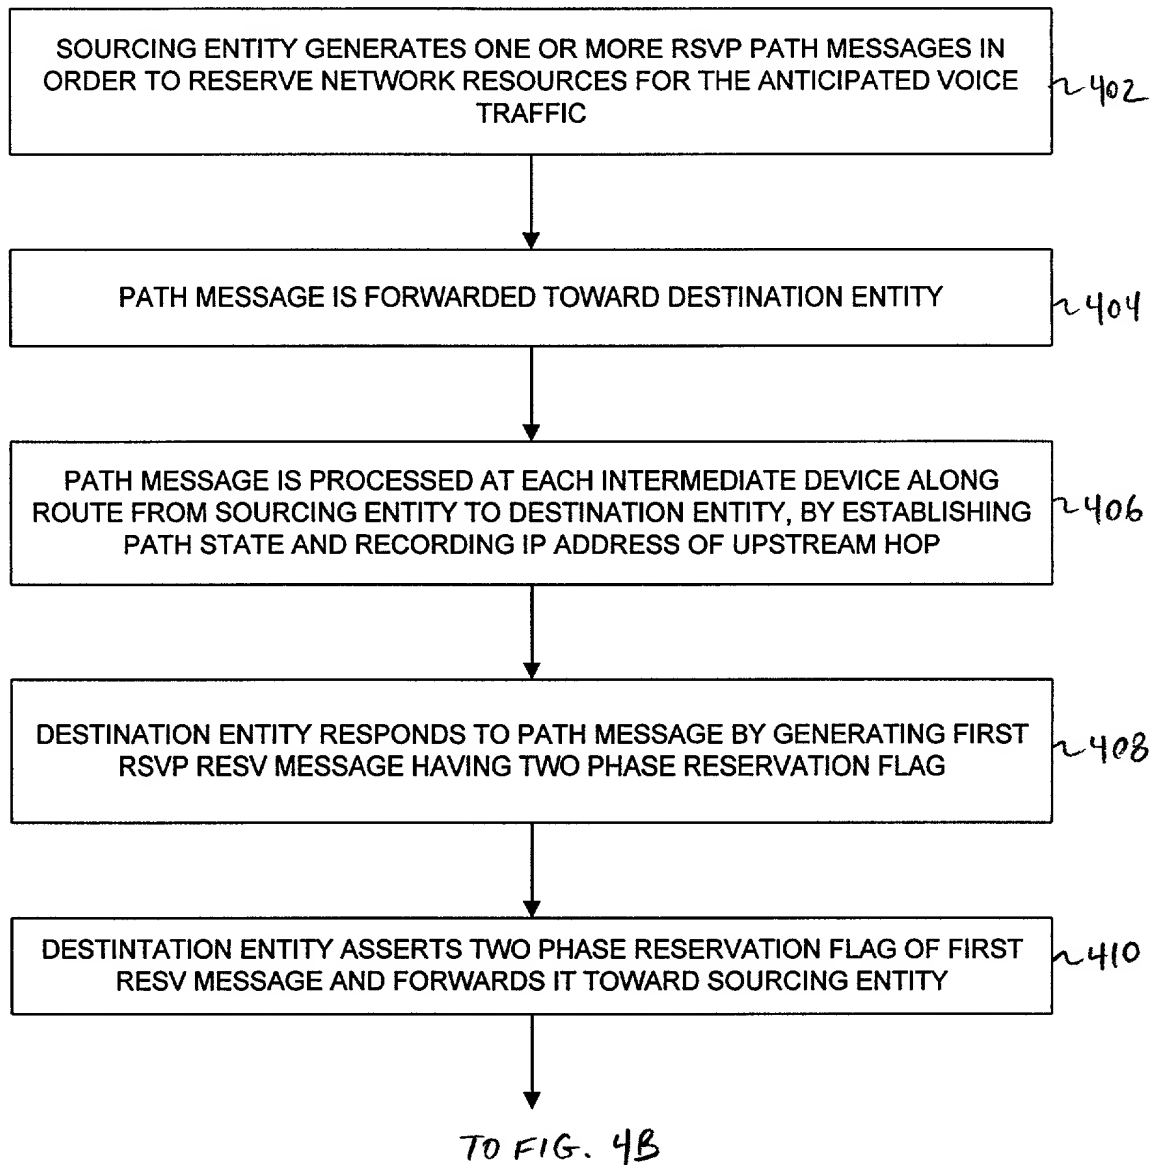 SOURCING ENTITY GENERATES ONE OR MORE RSVP PATH MESSAGES IN
ORDER TO RESERVE NETWORK RESOURCES FOR THE ANTICIPATED VOICE
TRAFFIC
402
PATH MESSAGE IS FORWARDED TOWARD DESTINATION ENTITY
404
PATH MESSAGE IS PROCESSED AT EACH INTERMEDIATE DEVICE ALONG
ROUTE FROM SOURCING ENTITY TO DESTINATION ENTITY, BY ESTABLISHING
PATH STATE AND RECORDING IP ADDRESS OF UPSTREAM HOP
406
DESTINATION ENTITY RESPONDS TO PATH MESSAGE BY GENERATING FIRST
RSVP RESV MESSAGE HAVING TWO PHASE RESERVATION FLAG
408
DESTINTATION ENTITY ASSERTS TWO PHASE RESERVATION FLAG OF FIRST
RESV MESSAGE AND FORWARDS IT TOWARD SOURCING ENTITY
410
TO FIG. 4B